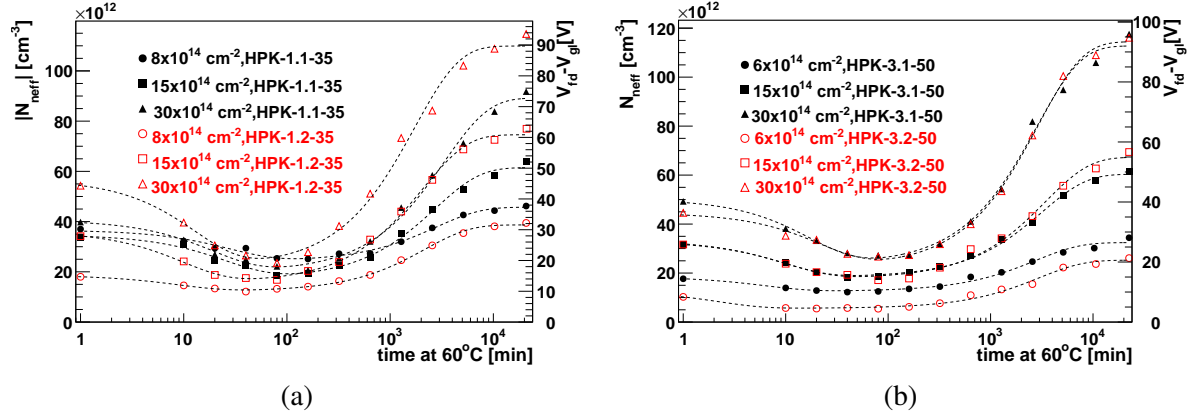 ×10¹²
|N_neff| [cm⁻³]
100
80
60
40
20
0
8x10¹⁴ cm⁻²,HPK-1.1-35
15x10¹⁴ cm⁻²,HPK-1.1-35
30x10¹⁴ cm⁻²,HPK-1.1-35
8x10¹⁴ cm⁻²,HPK-1.2-35
15x10¹⁴ cm⁻²,HPK-1.2-35
30x10¹⁴ cm⁻²,HPK-1.2-35
90
80
70
60
50
40
30
20
10
0
V_fd-V_gl [V]
1 10 10² 10³ 10⁴
time at 60°C [min]
(a)
×10¹²
N_neff [cm⁻³]
120
100
80
60
40
20
0
6x10¹⁴ cm⁻²,HPK-3.1-50
15x10¹⁴ cm⁻²,HPK-3.1-50
30x10¹⁴ cm⁻²,HPK-3.1-50
6x10¹⁴ cm⁻²,HPK-3.2-50
15x10¹⁴ cm⁻²,HPK-3.2-50
30x10¹⁴ cm⁻²,HPK-3.2-50
100
80
60
40
20
0
V_fd-V_gl [V]
1 10 10² 10³ 10⁴
time at 60°C [min]
(b)